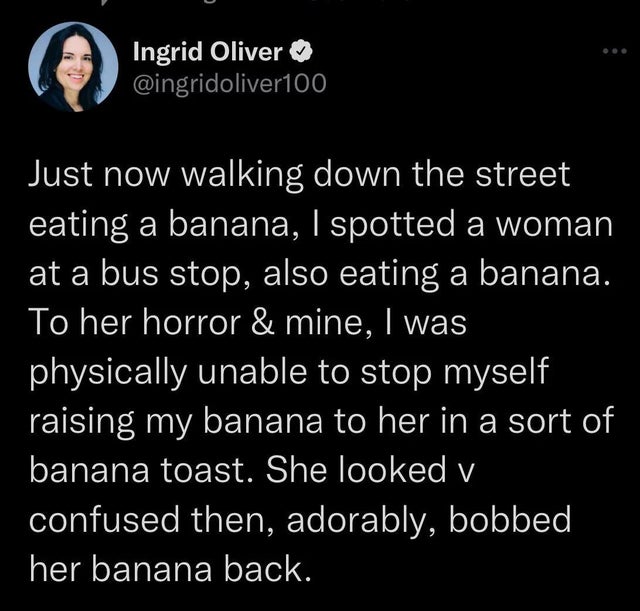 Ingrid Oliver
@ingridoliver100
Just now walking down the street
eating a banana, I spotted a woman
at a bus stop, also eating a banana.
To her horror & mine, I was
physically unable to stop myself
raising my banana to her in a sort of
banana toast. She looked v
confused then, adorably, bobbed
her banana back.